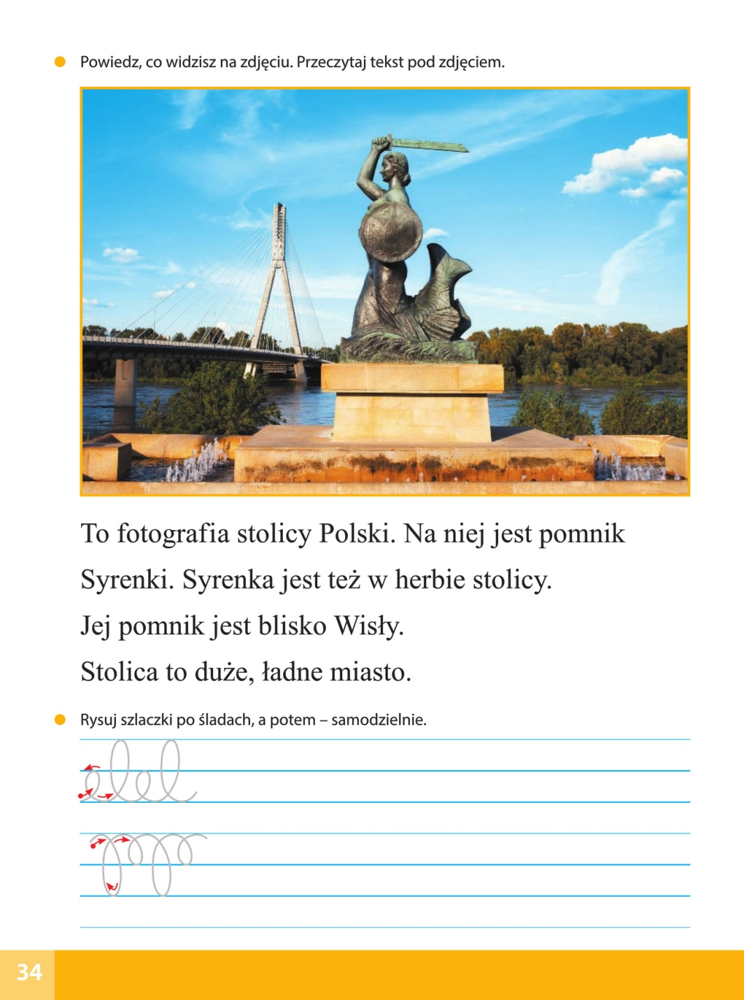 Powiedz, co widzisz na zdjęciu. Przeczytaj tekst pod zdjęciem.
To fotografia stolicy Polski. Na niej jest pomnik
Syrenki. Syrenka jest też w herbie stolicy.
Jej pomnik jest blisko Wisły.
Stolica to duże, ładne miasto.
Rysuj szlaczki po śladach, a potem – samodzielnie.
34